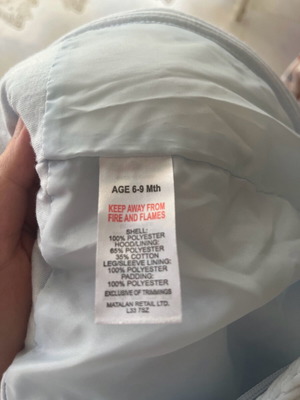 AGE 6-9 Mth
KEEP AWAY FROM
FIRE AND FLAMES
SHELL:
100% POLYESTER
HOOD/LINING:
65% POLYESTER
35% COTTON
LEG/SLEEVE LINING:
100% POLYESTER
PADDING:
100% POLYESTER
EXCLUSIVE OF TRIMMINGS
MATALAN RETAIL LTD.
L33 7SZ